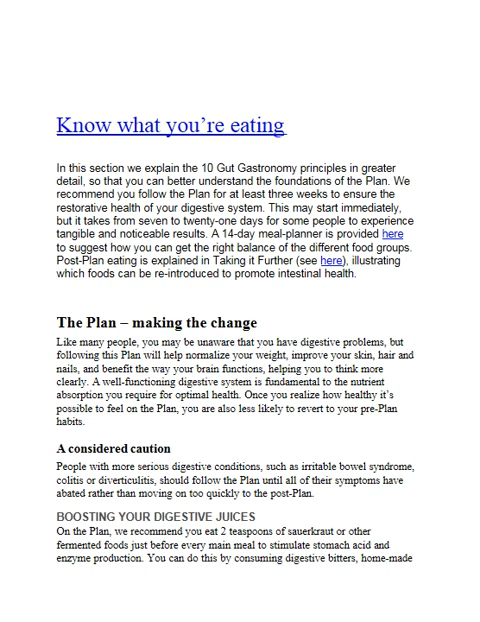 Know what you’re eating
In this section we explain the 10 Gut Gastronomy principles in greater
detail, so that you can better understand the foundations of the Plan. We
recommend you follow the Plan for at least three weeks to ensure the
restorative health of your digestive system. This may start immediately,
but it takes from seven to twenty-one days for some people to experience
tangible and noticeable results. A 14-day meal-planner is provided here
to suggest how you can get the right balance of the different food groups.
Post-Plan eating is explained in Taking it Further (see here), illustrating
which foods can be re-introduced to promote intestinal health.
The Plan – making the change
Like many people, you may be unaware that you have digestive problems, but
following this Plan will help normalize your weight, improve your skin, hair and
nails, and benefit the way your brain functions, helping you to think more
clearly. A well-functioning digestive system is fundamental to the nutrient
absorption you require for optimal health. Once you realize how healthy it’s
possible to feel on the Plan, you are also less likely to revert to your pre-Plan
habits.
A considered caution
People with more serious digestive conditions, such as irritable bowel syndrome,
colitis or diverticulitis, should follow the Plan until all of their symptoms have
abated rather than moving on too quickly to the post-Plan.
BOOSTING YOUR DIGESTIVE JUICES
On the Plan, we recommend you eat 2 teaspoons of sauerkraut or other
fermented foods just before every main meal to stimulate stomach acid and
enzyme production. You can do this by consuming digestive bitters, home-made